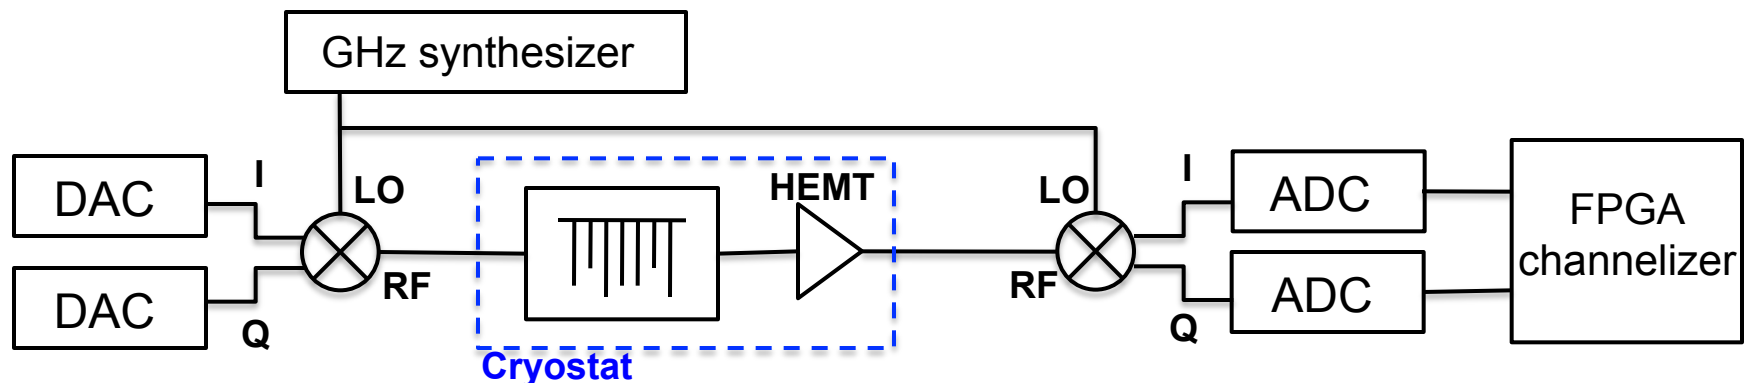 GHz synthesizer
DAC
I
LO
HEMT
LO
I
ADC
FPGA
channelizer
DAC
Q
RF
RF
Q
ADC
Cryostat